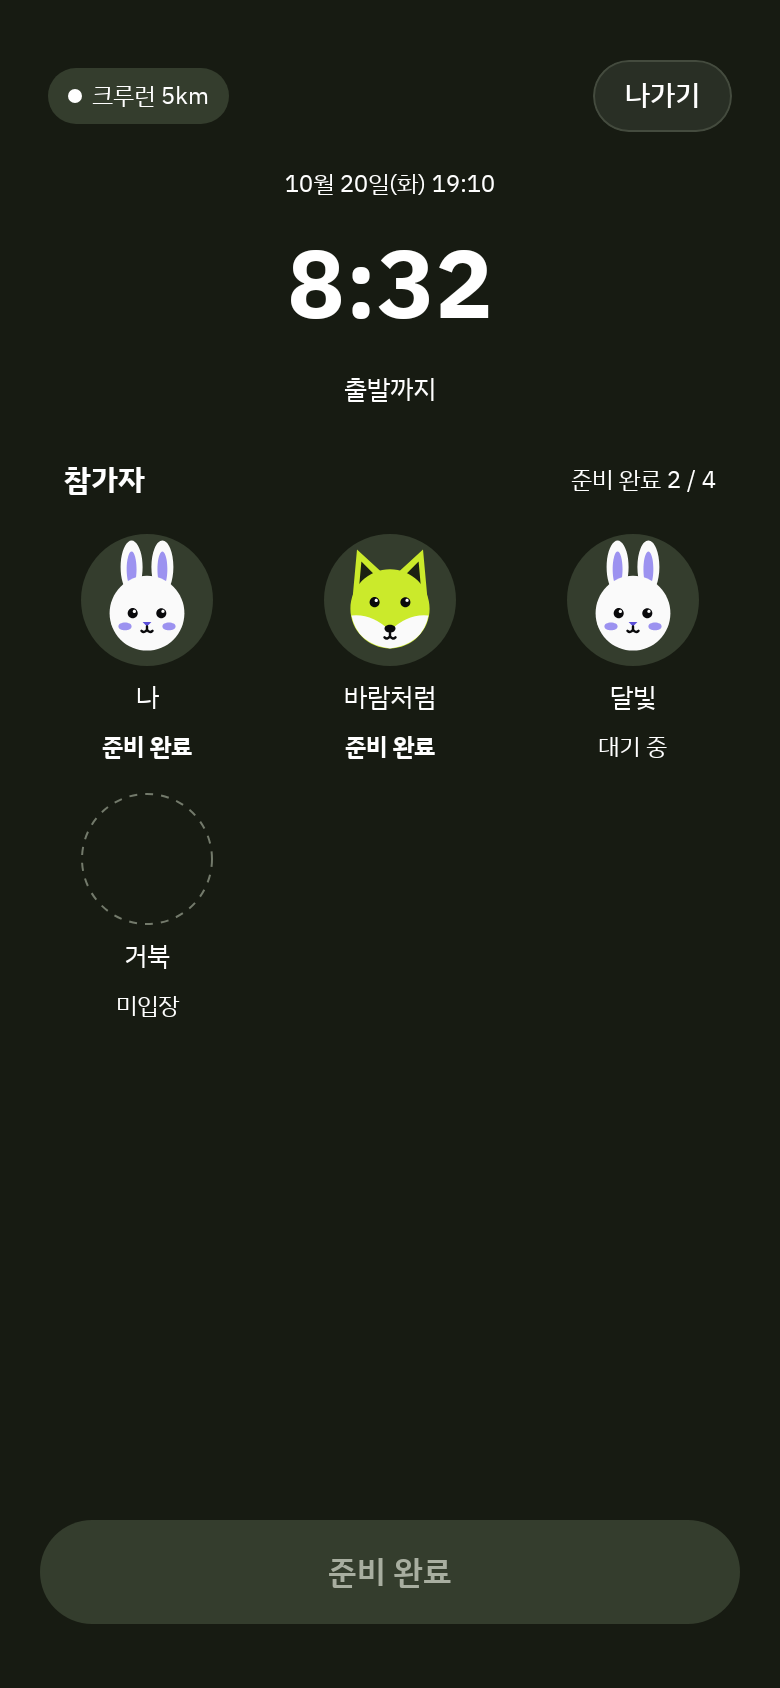 크루런 5km
나가기
10월 20일(화) 19:10
8:32
출발까지
참가자
준비 완료 2 / 4
나
바람처럼
달빛
준비 완료
준비 완료
대기 중
거북
미입장
준비 완료